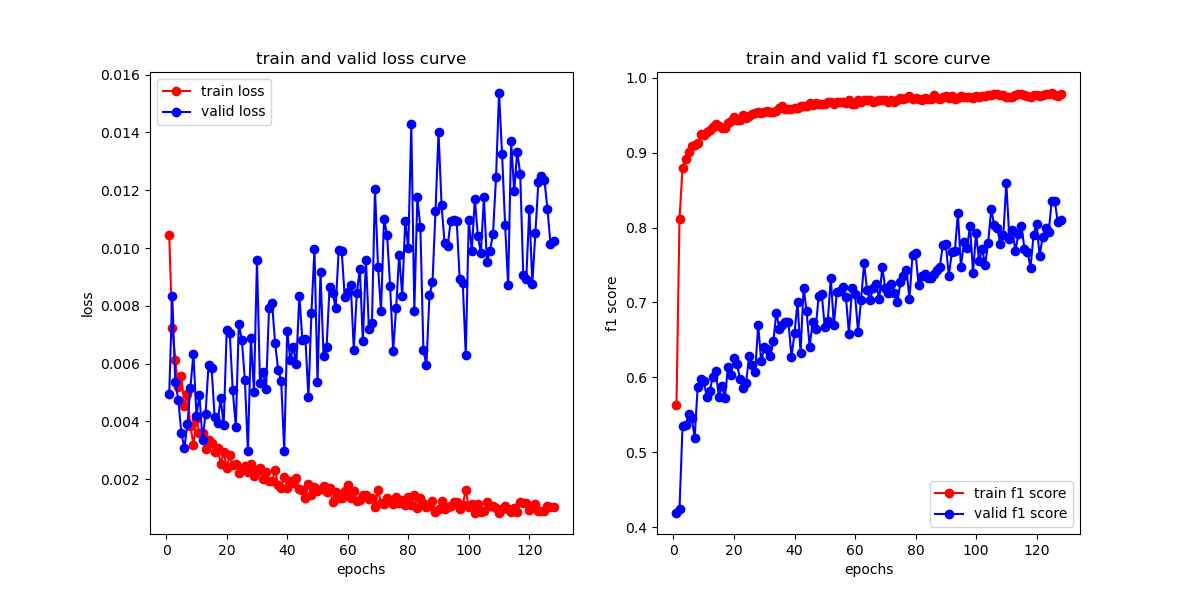 train and valid loss curve
0.016
0.014
0.012
0.010
0.008
0.006
0.004
0.002
loss
train loss
valid loss
0 20 40 60 80 100 120
epochs
train and valid f1 score curve
1.0
0.9
0.8
0.7
0.6
0.5
0.4
f1 score
train f1 score
valid f1 score
0 20 40 60 80 100 120
epochs